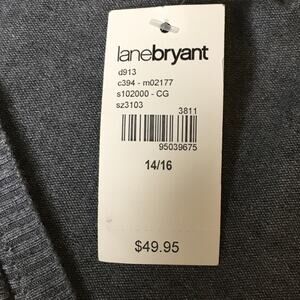 lanebryant
d913
c394 - m02177
s102000 - CG
sz3103
3811
95039675
14/16
$49.95